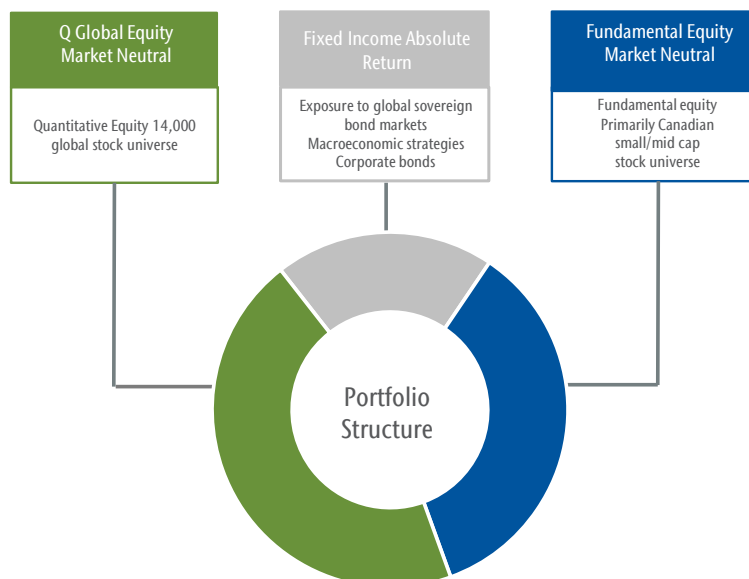 Q Global Equity
Market Neutral
Quantitative Equity 14,000
global stock universe
Fixed Income Absolute
Return
Exposure to global sovereign
bond markets
Macroeconomic strategies
Corporate bonds
Fundamental Equity
Market Neutral
Fundamental equity
Primarily Canadian
small/mid cap
stock universe
Portfolio
Structure